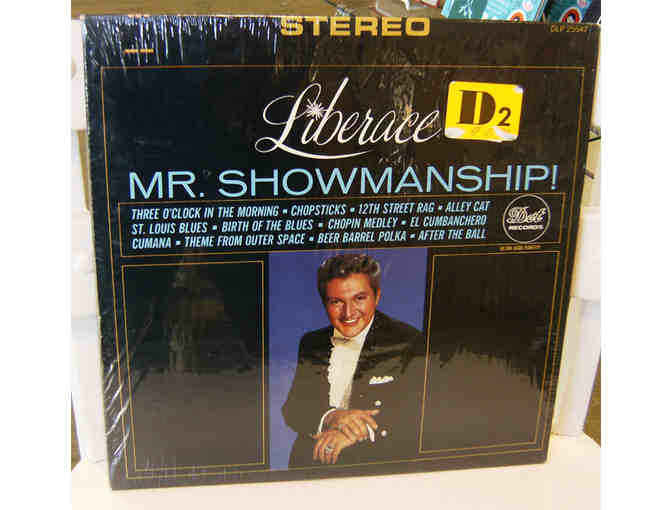 STEREO
DLP 25547
Liberace
D2
MR. SHOWMANSHIP!
THREE O'CLOCK IN THE MORNING • CHOPSTICKS • 12TH STREET RAG • ALLEY CAT
ST. LOUIS BLUES • BIRTH OF THE BLUES • CHOPIN MEDLEY • EL CUMBANCHERO
CUMANA • THEME FROM OUTER SPACE • BEER BARREL POLKA • AFTER THE BALL
Dot
RECORDS